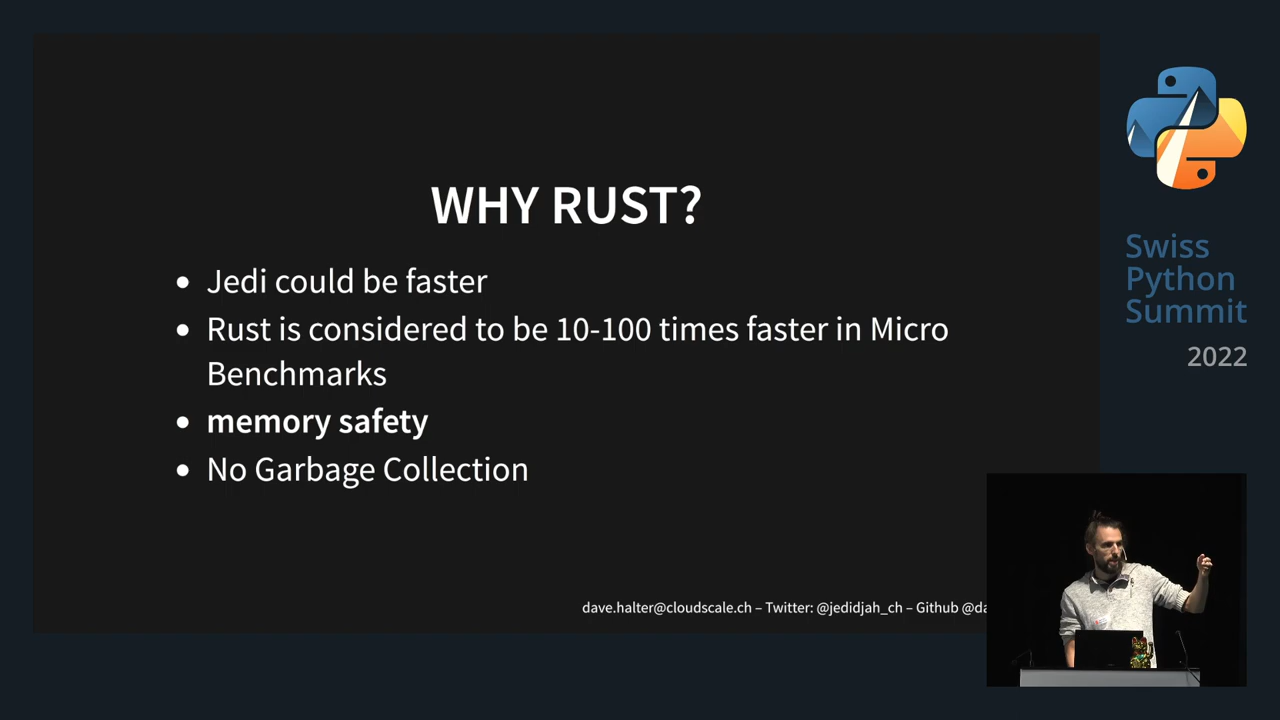 WHY RUST?
• Jedi could be faster
• Rust is considered to be 10-100 times faster in Micro
Benchmarks
• memory safety
• No Garbage Collection
dave.halter@cloudscale.ch – Twitter: @jedidjah_ch – Github @da
Swiss
Python
Summit
2022